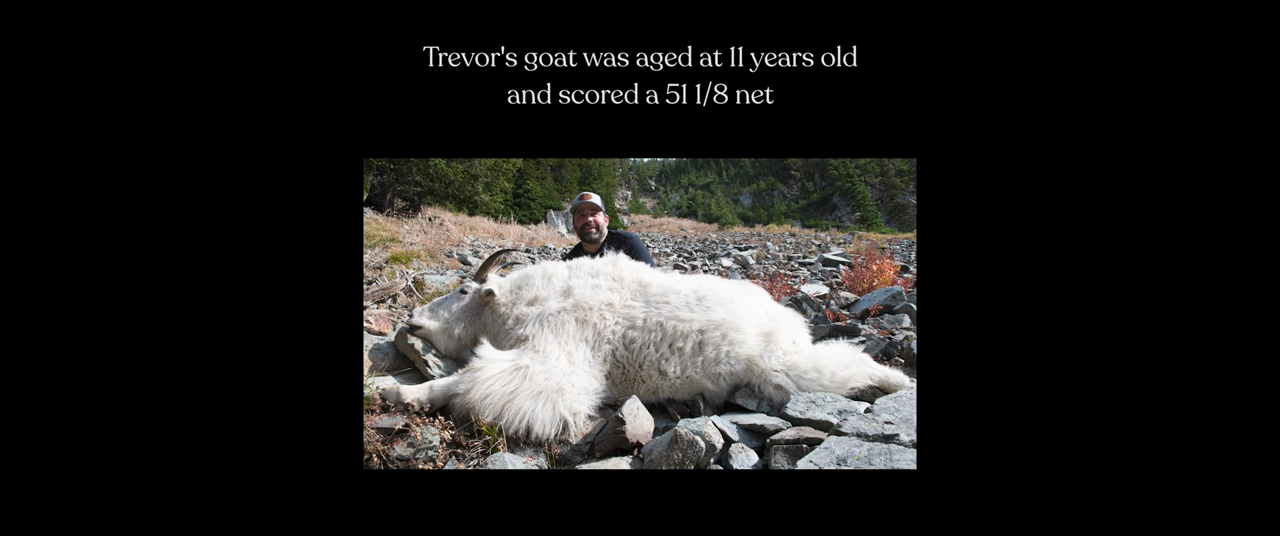 Trevor's goat was aged at 11 years old
and scored a 51 1/8 net